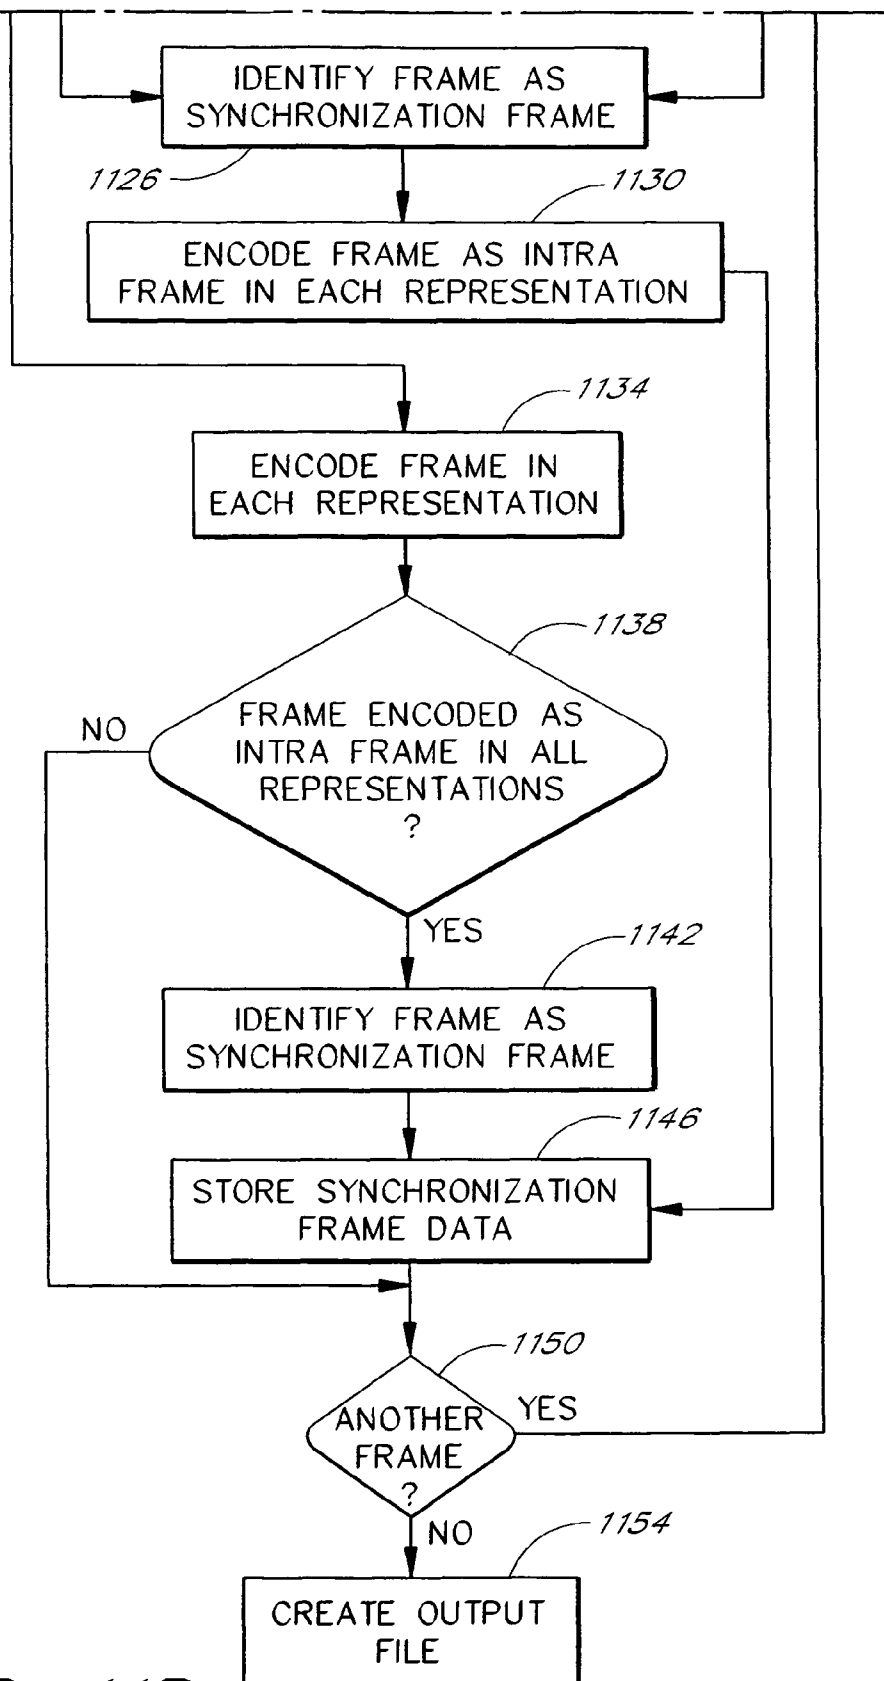 IDENTIFY FRAME AS
SYNCHRONIZATION FRAME
1126
1130
ENCODE FRAME AS INTRA
FRAME IN EACH REPRESENTATION
1134
ENCODE FRAME IN
EACH REPRESENTATION
1138
NO
FRAME ENCODED AS
INTRA FRAME IN ALL
REPRESENTATIONS
?
YES
1142
IDENTIFY FRAME AS
SYNCHRONIZATION FRAME
1146
STORE SYNCHRONIZATION
FRAME DATA
1150
YES
ANOTHER
FRAME
?
NO
1154
CREATE OUTPUT
FILE